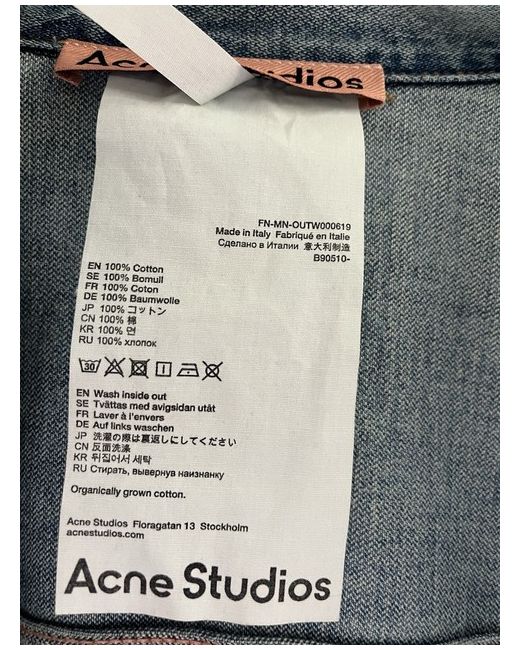 Acne Studios
FN-MN-OUTW000619
Made in Italy Fabriqué en Italie
Сделано в Италии 意大利制造
B90510-
EN 100% Cotton
SE 100% Bomull
FR 100% Coton
DE 100% Baumwolle
JP 100% コットン
CN 100% 棉
KR 100% 면
RU 100% хлопок
30
EN Wash inside out
SE Tvättas med avigsidan utåt
FR Laver à l'envers
DE Auf links waschen
JP 洗濯の際は裏返しにしてください
CN 反面洗涤
KR 뒤집어서 세탁
RU Стирать, вывернув наизнанку
Organically grown cotton.
Acne Studios Floragatan 13 Stockholm
acnestudios.com
Acne Studios